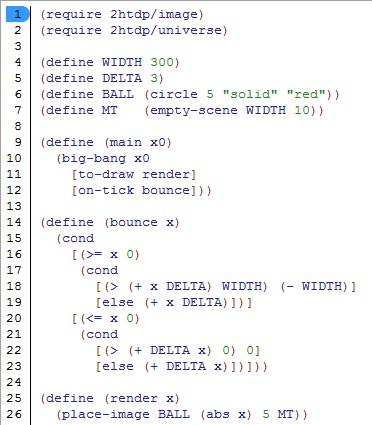 1 (require 2htdp/image)
2 (require 2htdp/universe)
3
4 (define WIDTH 300)
5 (define DELTA 3)
6 (define BALL (circle 5 "solid" "red"))
7 (define MT   (empty-scene WIDTH 10))
8
9 (define (main x0)
10   (big-bang x0
11     [to-draw render]
12     [on-tick bounce]))
13
14 (define (bounce x)
15   (cond
16     [(>= x 0)
17      (cond
18        [(> (+ x DELTA) WIDTH) (- WIDTH)]
19        [else (+ x DELTA)])]
20     [(<= x 0)
21      (cond
22        [(> (+ DELTA x) 0) 0]
23        [else (+ DELTA x)])]))
24
25 (define (render x)
26   (place-image BALL (abs x) 5 MT))